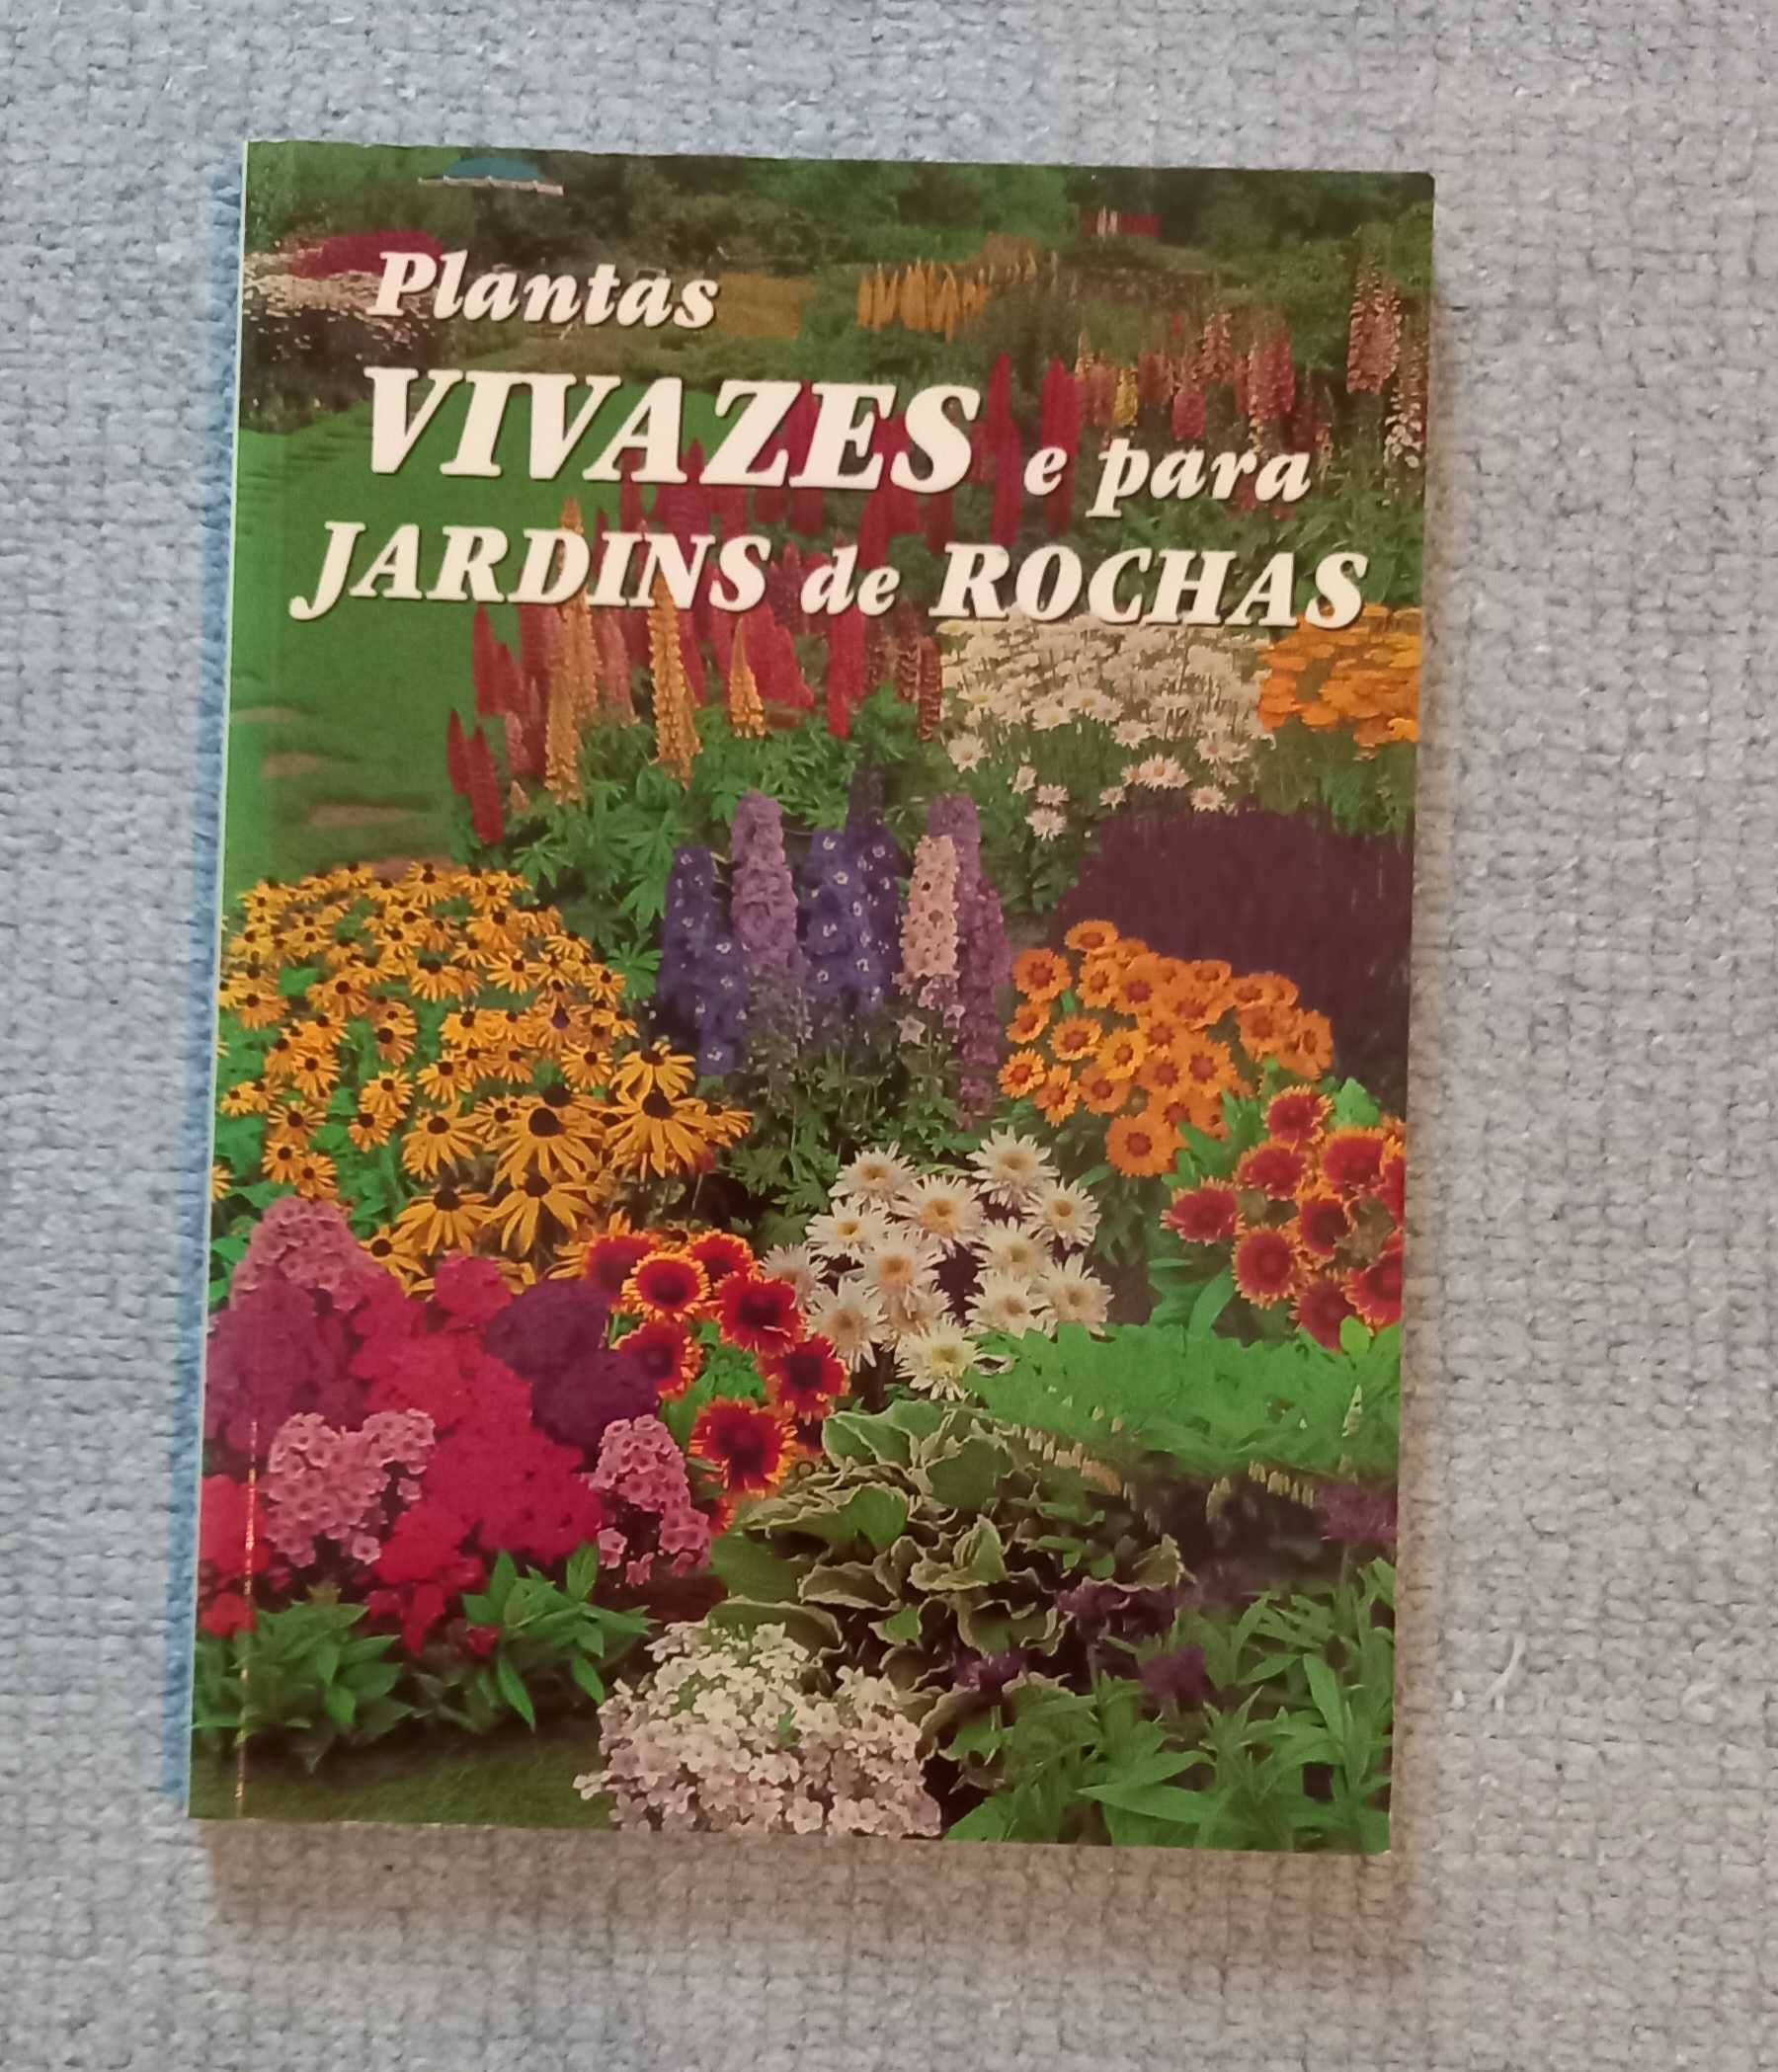 Plantas
VIVAZES e para
JARDINS de ROCHAS